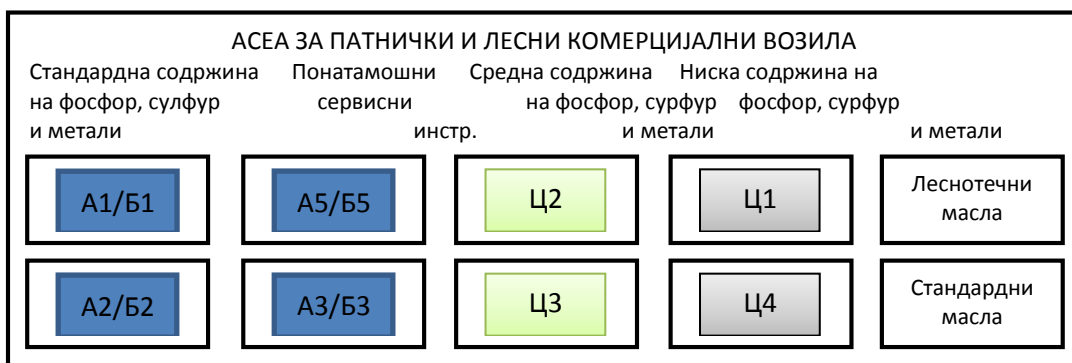 АСЕА ЗА ПАТНИЧКИ И ЛЕСНИ КОМЕРЦИЈАЛНИ ВОЗИЛА
Стандардна содржина Понатамошни Средна содржина Ниска содржина на
на фосфор, сулфур сервисни на фосфор, сурфур фосфор, сурфур
и метали инстр. и метали и метали
А1/Б1 А5/Б5 Ц2 Ц1 Леснотечни
масла
А2/Б2 А3/Б3 Ц3 Ц4 Стандардни
масла